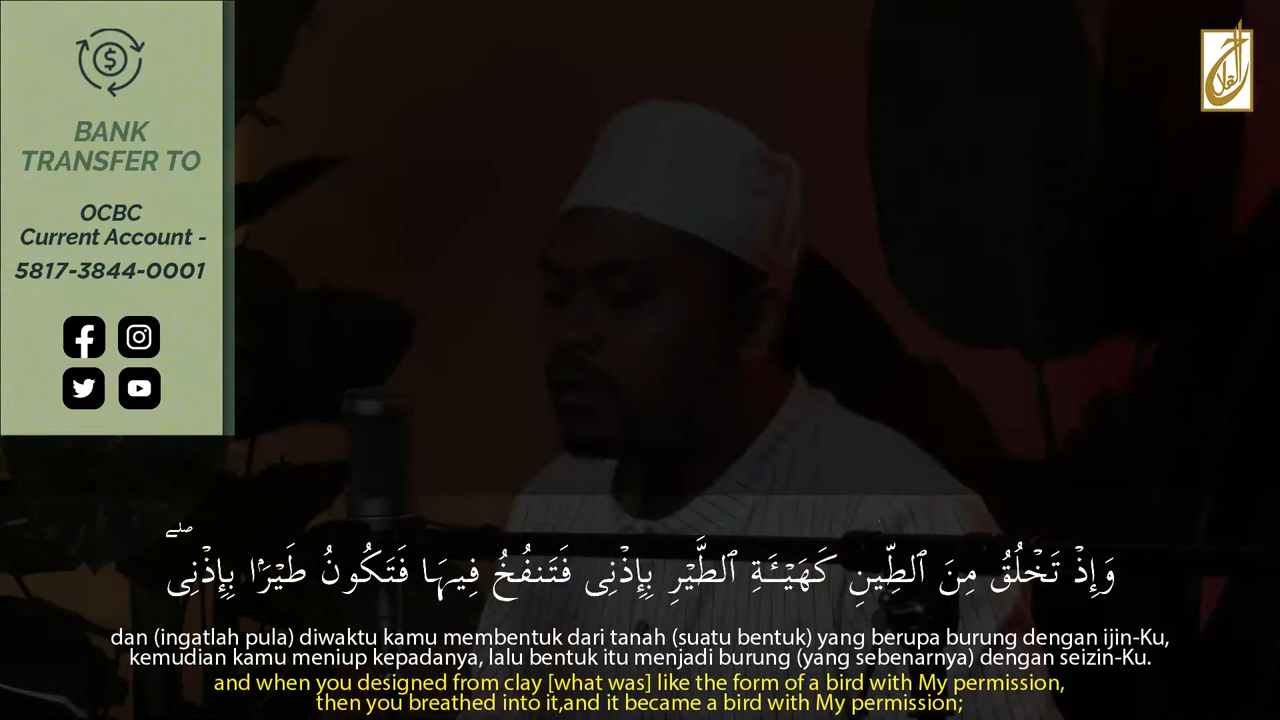 BANK
TRANSFER TO
OCBC
Current Account -
5817-3844-0001
وَإِذْ تَخْلُقُ مِنَ ٱلطِّينِ كَهَيْـَٔةِ ٱلطَّيْرِ بِإِذْنِى فَتَنفُخُ فِيهَا فَتَكُونُ طَيْرًۢا بِإِذْنِى ۖ
dan (ingatlah pula) diwaktu kamu membentuk dari tanah (suatu bentuk) yang berupa burung dengan ijin-Ku,
kemudian kamu meniup kepadanya, lalu bentuk itu menjadi burung (yang sebenarnya) dengan seizin-Ku.
and when you designed from clay [what was] like the form of a bird with My permission,
then you breathed into it,and it became a bird with My permission;